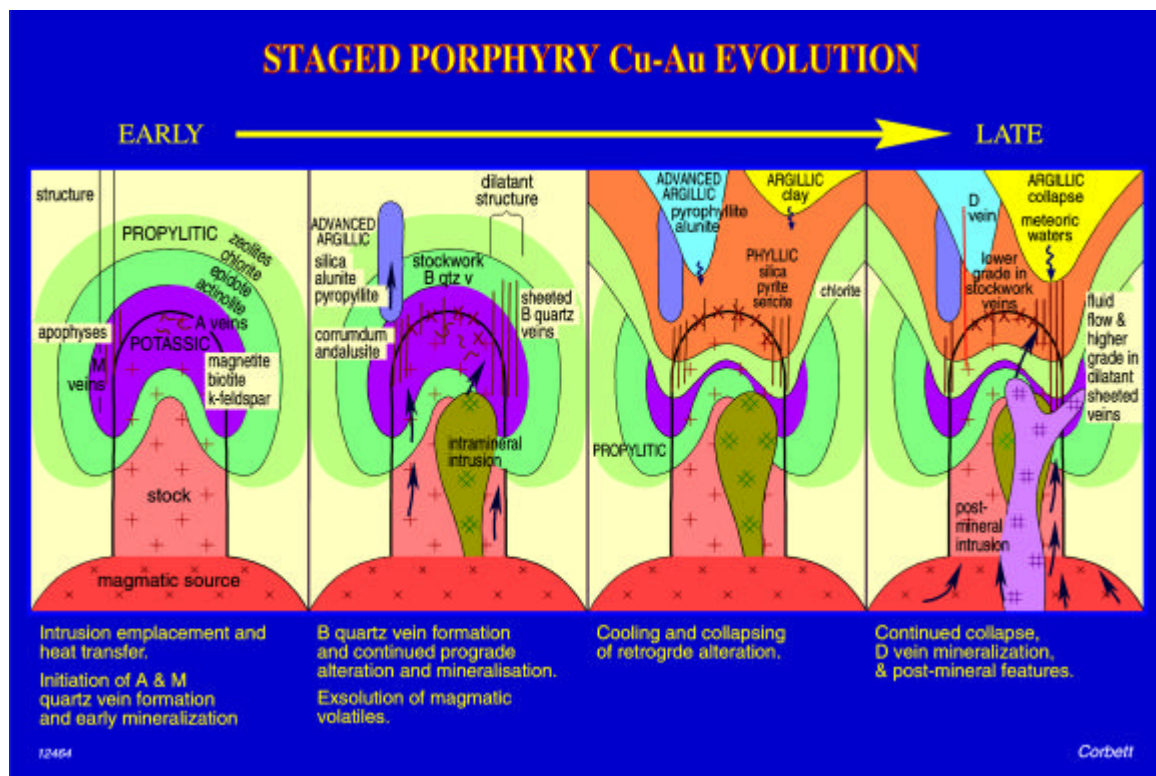 STAGED PORPHYRY Cu-Au EVOLUTION
EARLY
LATE
structure
PROPYLITIC
zeolites
chlorite
epidote
actinolite
apophyses
A veins
POTASSIC
M
veins
magnetite
biotite
k-feldspar
stock
magmatic source
dilatant
structure
ADVANCED
ARGILLIC
silica
alunite
pyropyllite
stockwork
B qtz v
sheeted
B quartz
veins
corrumdum
andalusite
intramineral
intrusion
ADVANCED
ARGILLIC
pyrophyllite
alunite
ARGILLIC
clay
PHYLLIC
silica
pyrite
sericite
chlorite
PROPYLITIC
D
vein
ARGILLIC
collapse
meteoric
waters
lower
grade in
stockwork
veins
fluid
flow &
higher
grade in
dilatant
sheeted
veins
post-
mineral
intrusion
Intrusion emplacement and
heat transfer.
Initiation of A & M
quartz vein formation
and early mineralization
B quartz vein formation
and continued prograde
alteration and mineralisation.
Exsolution of magmatic
volatiles.
Cooling and collapsing
of retrogrde alteration.
Continued collapse,
D vein mineralization,
& post-mineral features.
12464
Corbett